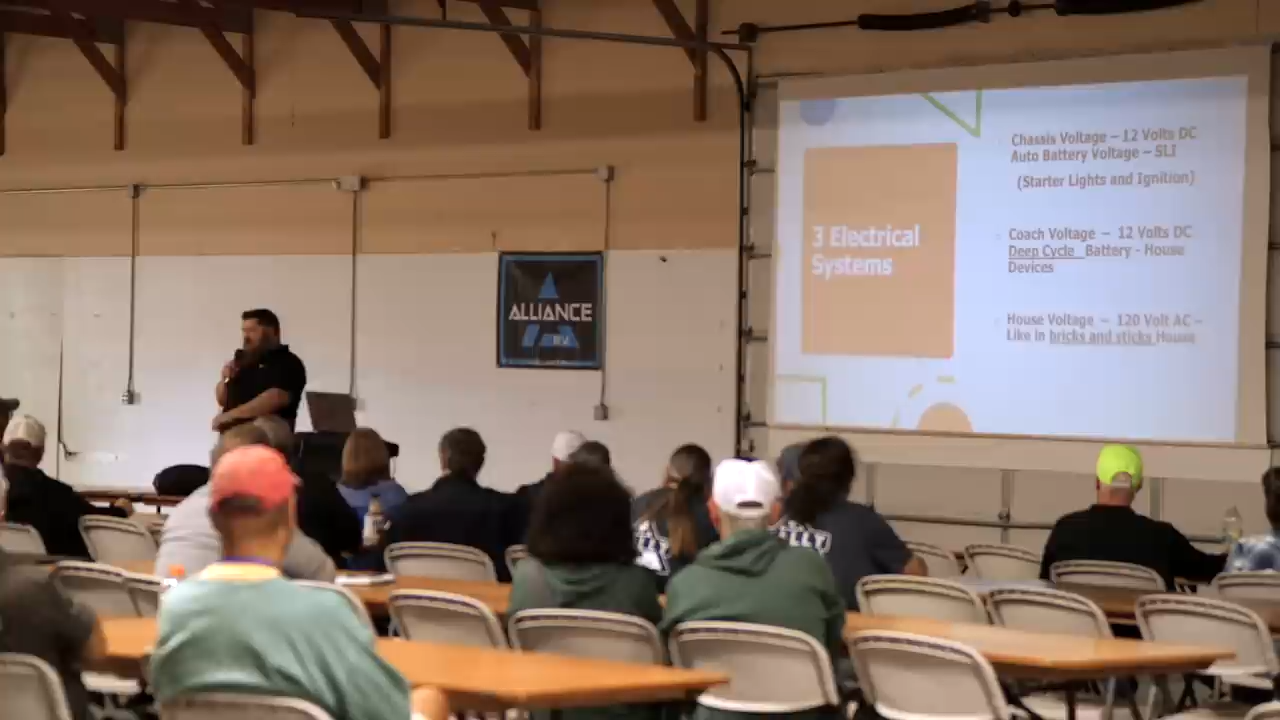 3 Electrical
Systems
Chassis Voltage – 12 Volts DC
Auto Battery Voltage – SLI
(Starter Lights and Ignition)
Coach Voltage – 12 Volts DC
Deep Cycle Battery - House
Devices
House Voltage – 120 Volt AC –
Like in bricks and sticks House
ALLIANCE
RV